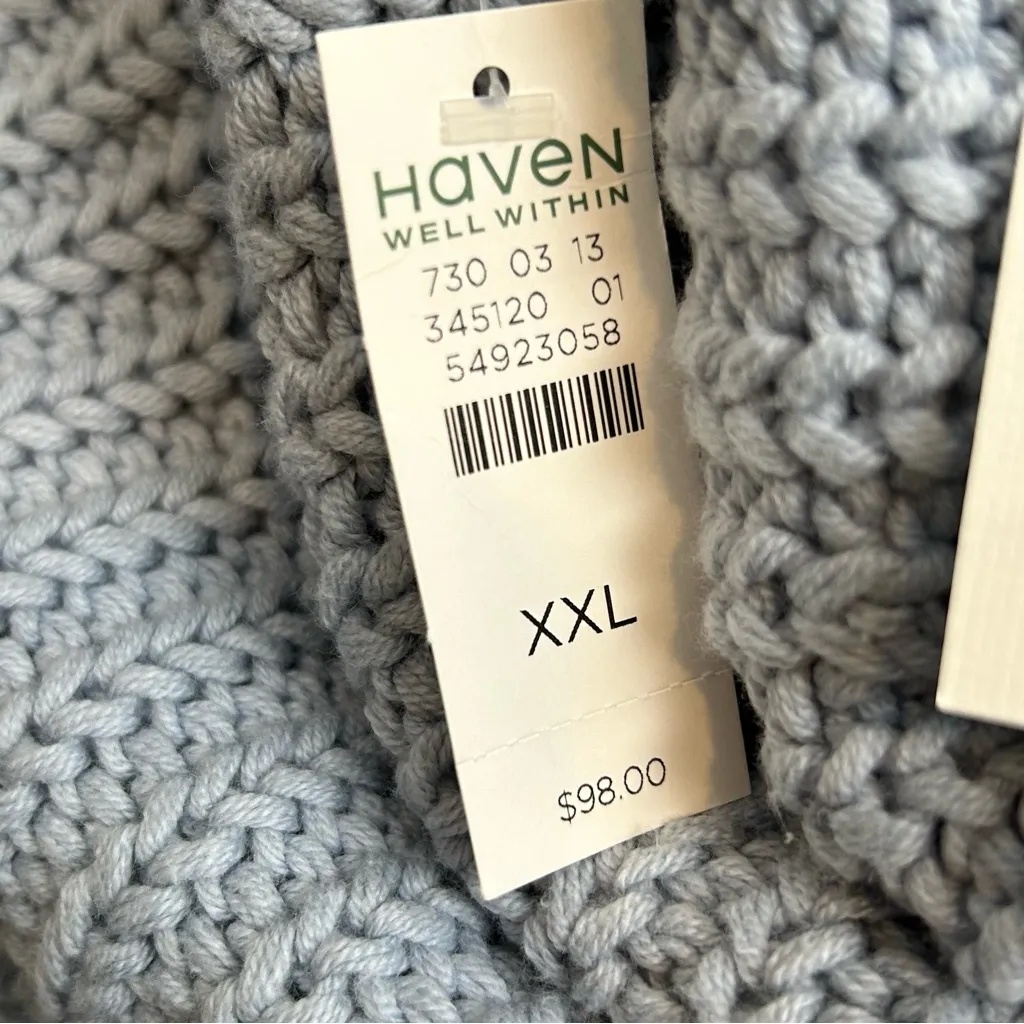 HaveN
WELL WITHIN
730 03 13
345120 01
54923058
XXL
$98.00